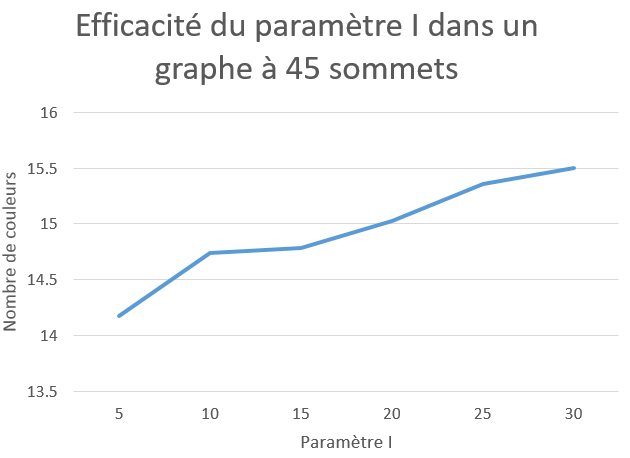 Efficacité du paramètre I dans un
graphe à 45 sommets
Nombre de couleurs
16
15.5
15
14.5
14
13.5
5 10 15 20 25 30
Paramètre I